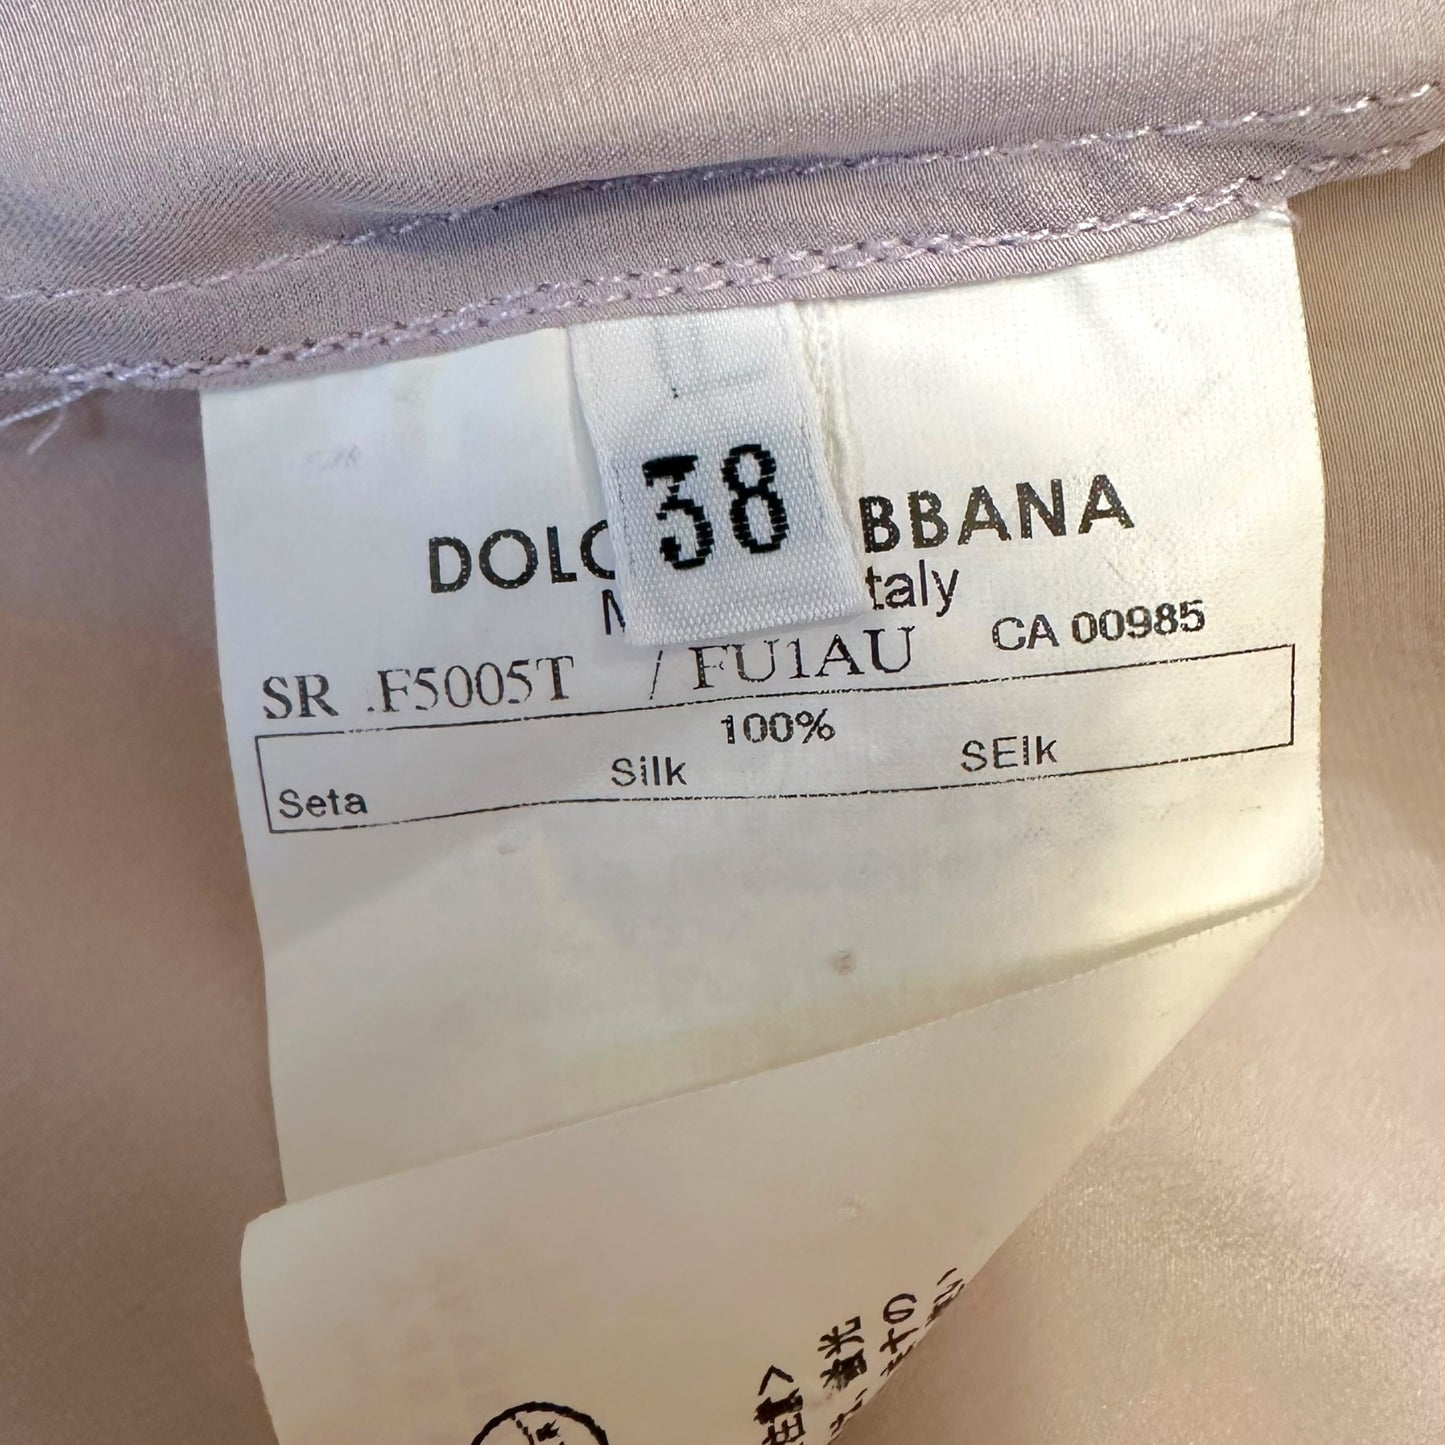 38
DOLC BBANA
taly
CA 00985
SR .F5005T / FU1AU
100%
Seta Silk SEIk